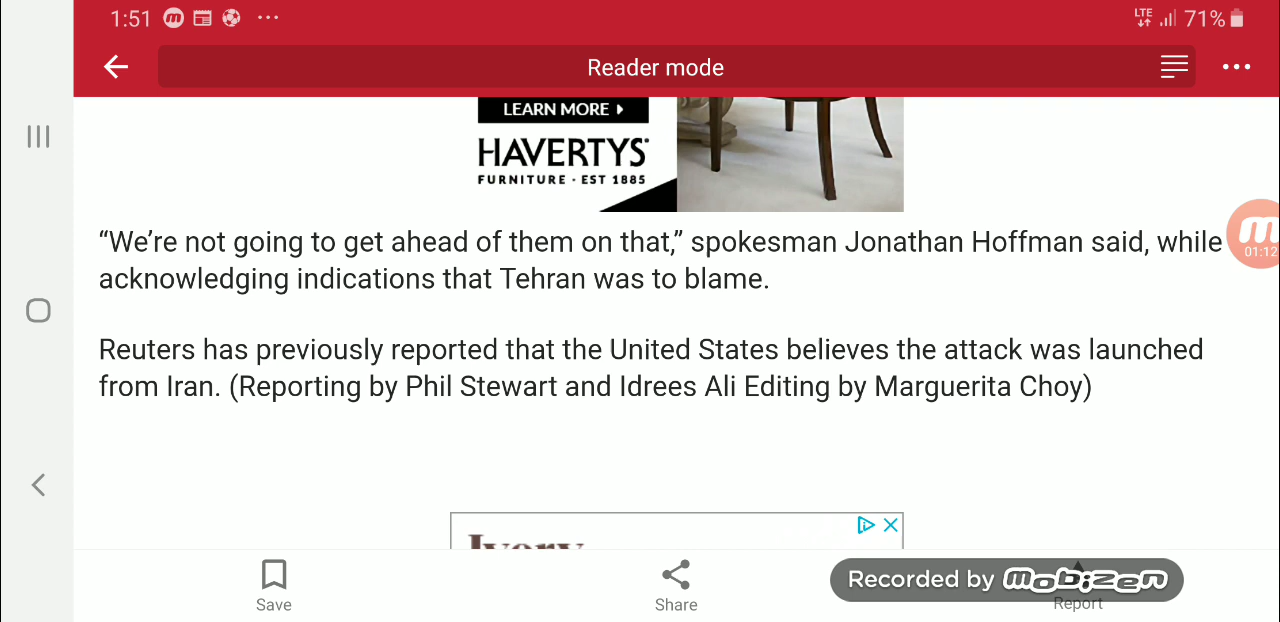 1:51
LTE
71%
Reader mode
LEARN MORE
HAVERTYS
FURNITURE · EST 1885
“We’re not going to get ahead of them on that,” spokesman Jonathan Hoffman said, while
acknowledging indications that Tehran was to blame.
01:12
Reuters has previously reported that the United States believes the attack was launched
from Iran. (Reporting by Phil Stewart and Idrees Ali Editing by Marguerita Choy)
Ivory
Save
Share
Recorded by Mobizen
Report